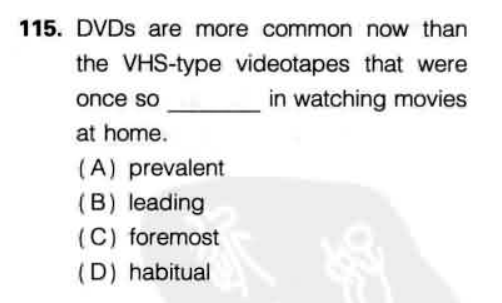 115. DVDs are more common now than
the VHS-type videotapes that were
once so ________ in watching movies
at home.
(A) prevalent
(B) leading
(C) foremost
(D) habitual